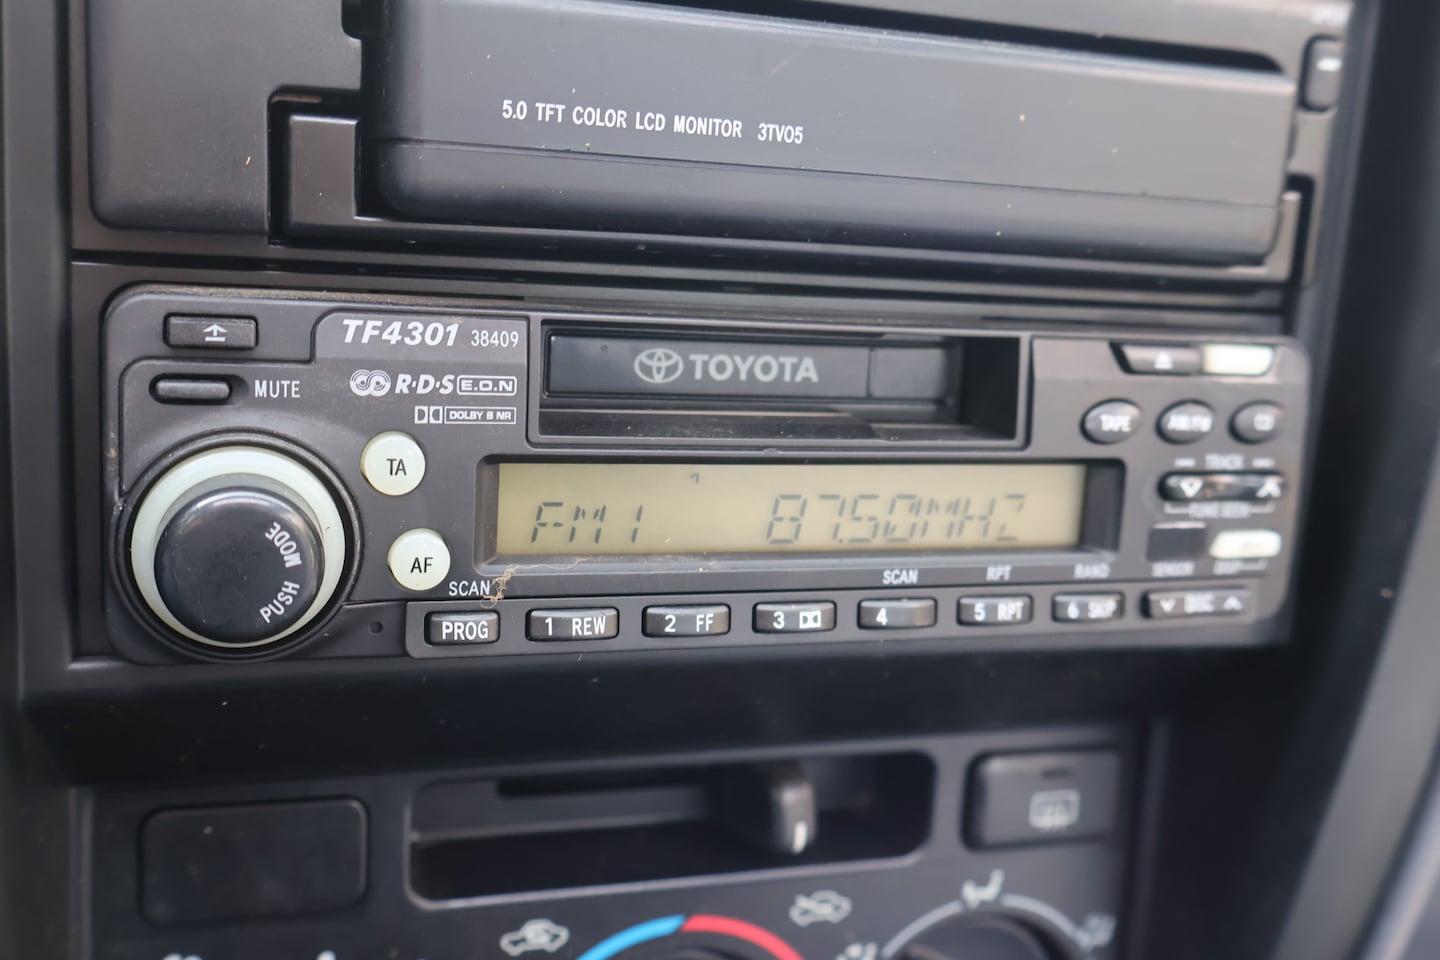 5.0 TFT COLOR LCD MONITOR 3TV05
TF4301 38409
TOYOTA
MUTE
R·D·S E.O.N
DOLBY B NR
TAPE
AM/FM
TA
TRACK
FM1 87.50MHZ
MODE
PUSH
AF
SCAN
SCAN
RPT
RAND
PROG
1 REW
2 FF
3
4
5 RPT
6 SKIP
DISC